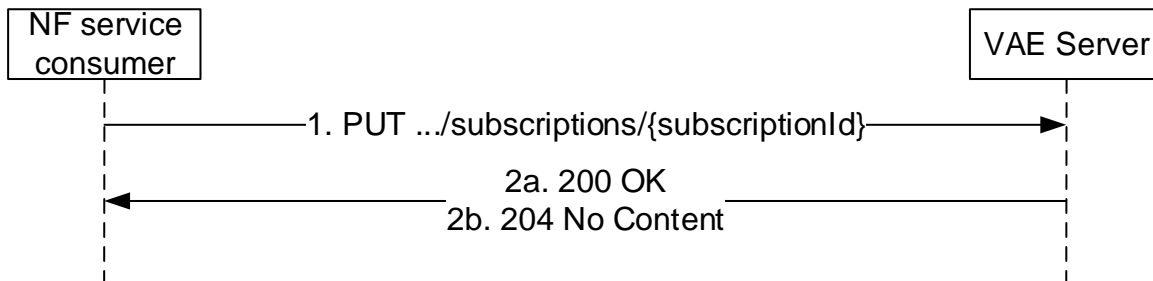 NF service
consumer
VAE Server
1. PUT .../subscriptions/{subscriptionId}
2a. 200 OK
2b. 204 No Content